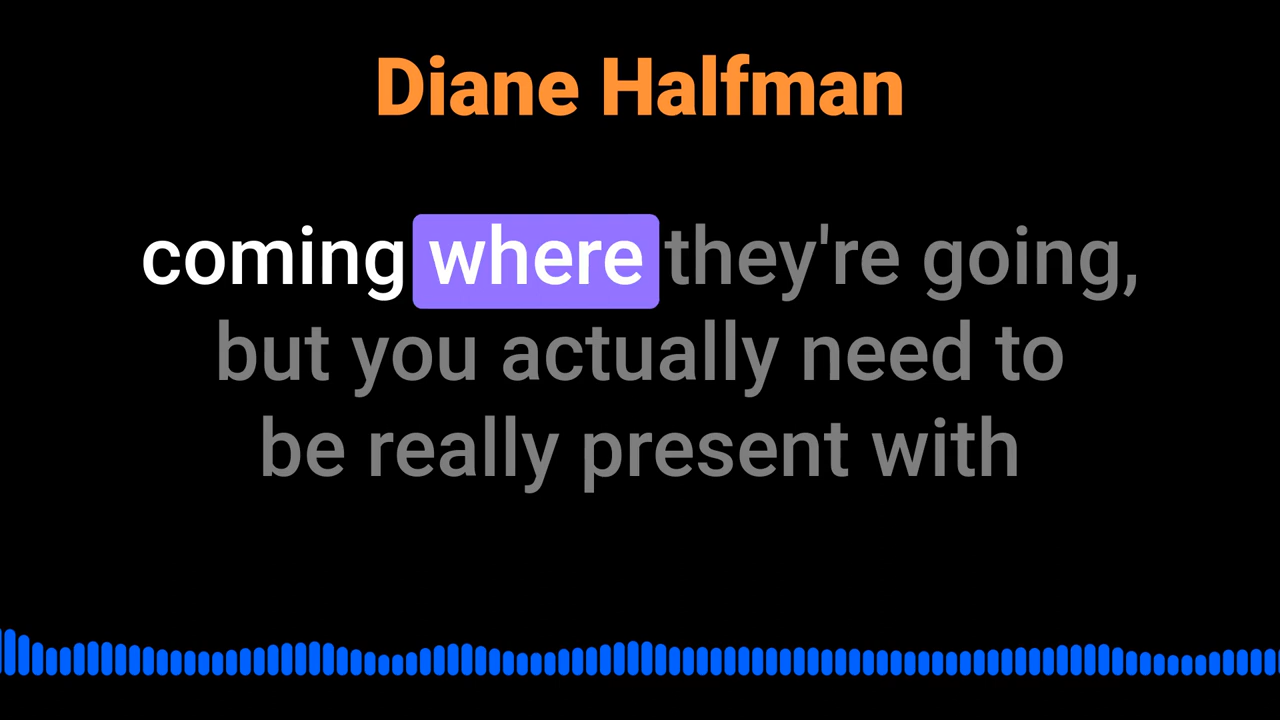 Diane Halfman
coming where they're going,
but you actually need to
be really present with